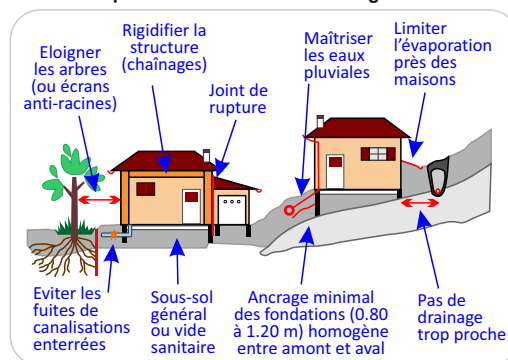 Eloigner
les arbres
(ou écrans
anti-racines)
Rigidifier la
structure
(chaînages)
Joint de
rupture
Maîtriser
les eaux
pluviales
Limiter
l'évaporation
près des
maisons
Eviter les
fuites de
canalisations
enterrées
Sous-sol
général
ou vide
sanitaire
Ancrage minimal
des fondations (0.80
à 1.20 m) homogène
entre amont et aval
Pas de
drainage
trop proche